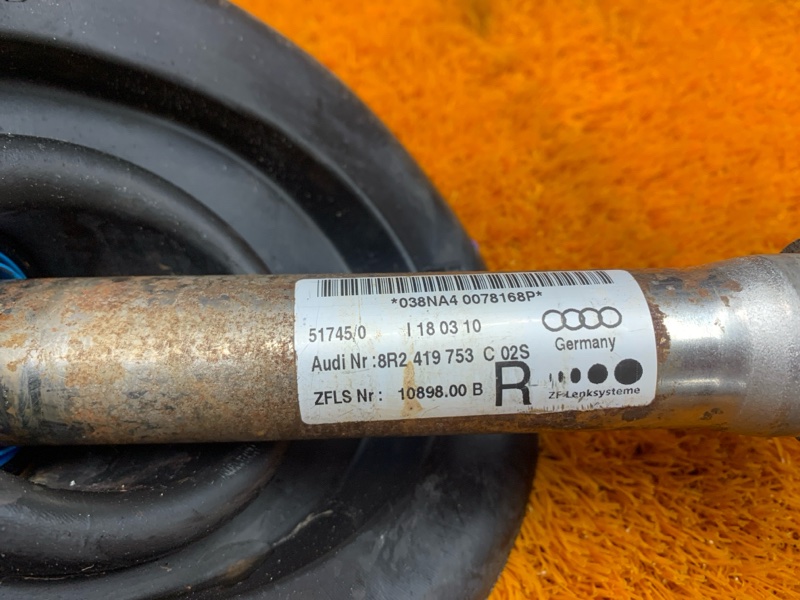 *038NA4 0078168P*
51745/0 I 18 03 10
Germany
Audi Nr :8R2 419 753 C 02S
ZFLS Nr : 10898.00 B R
ZF Lenksysteme